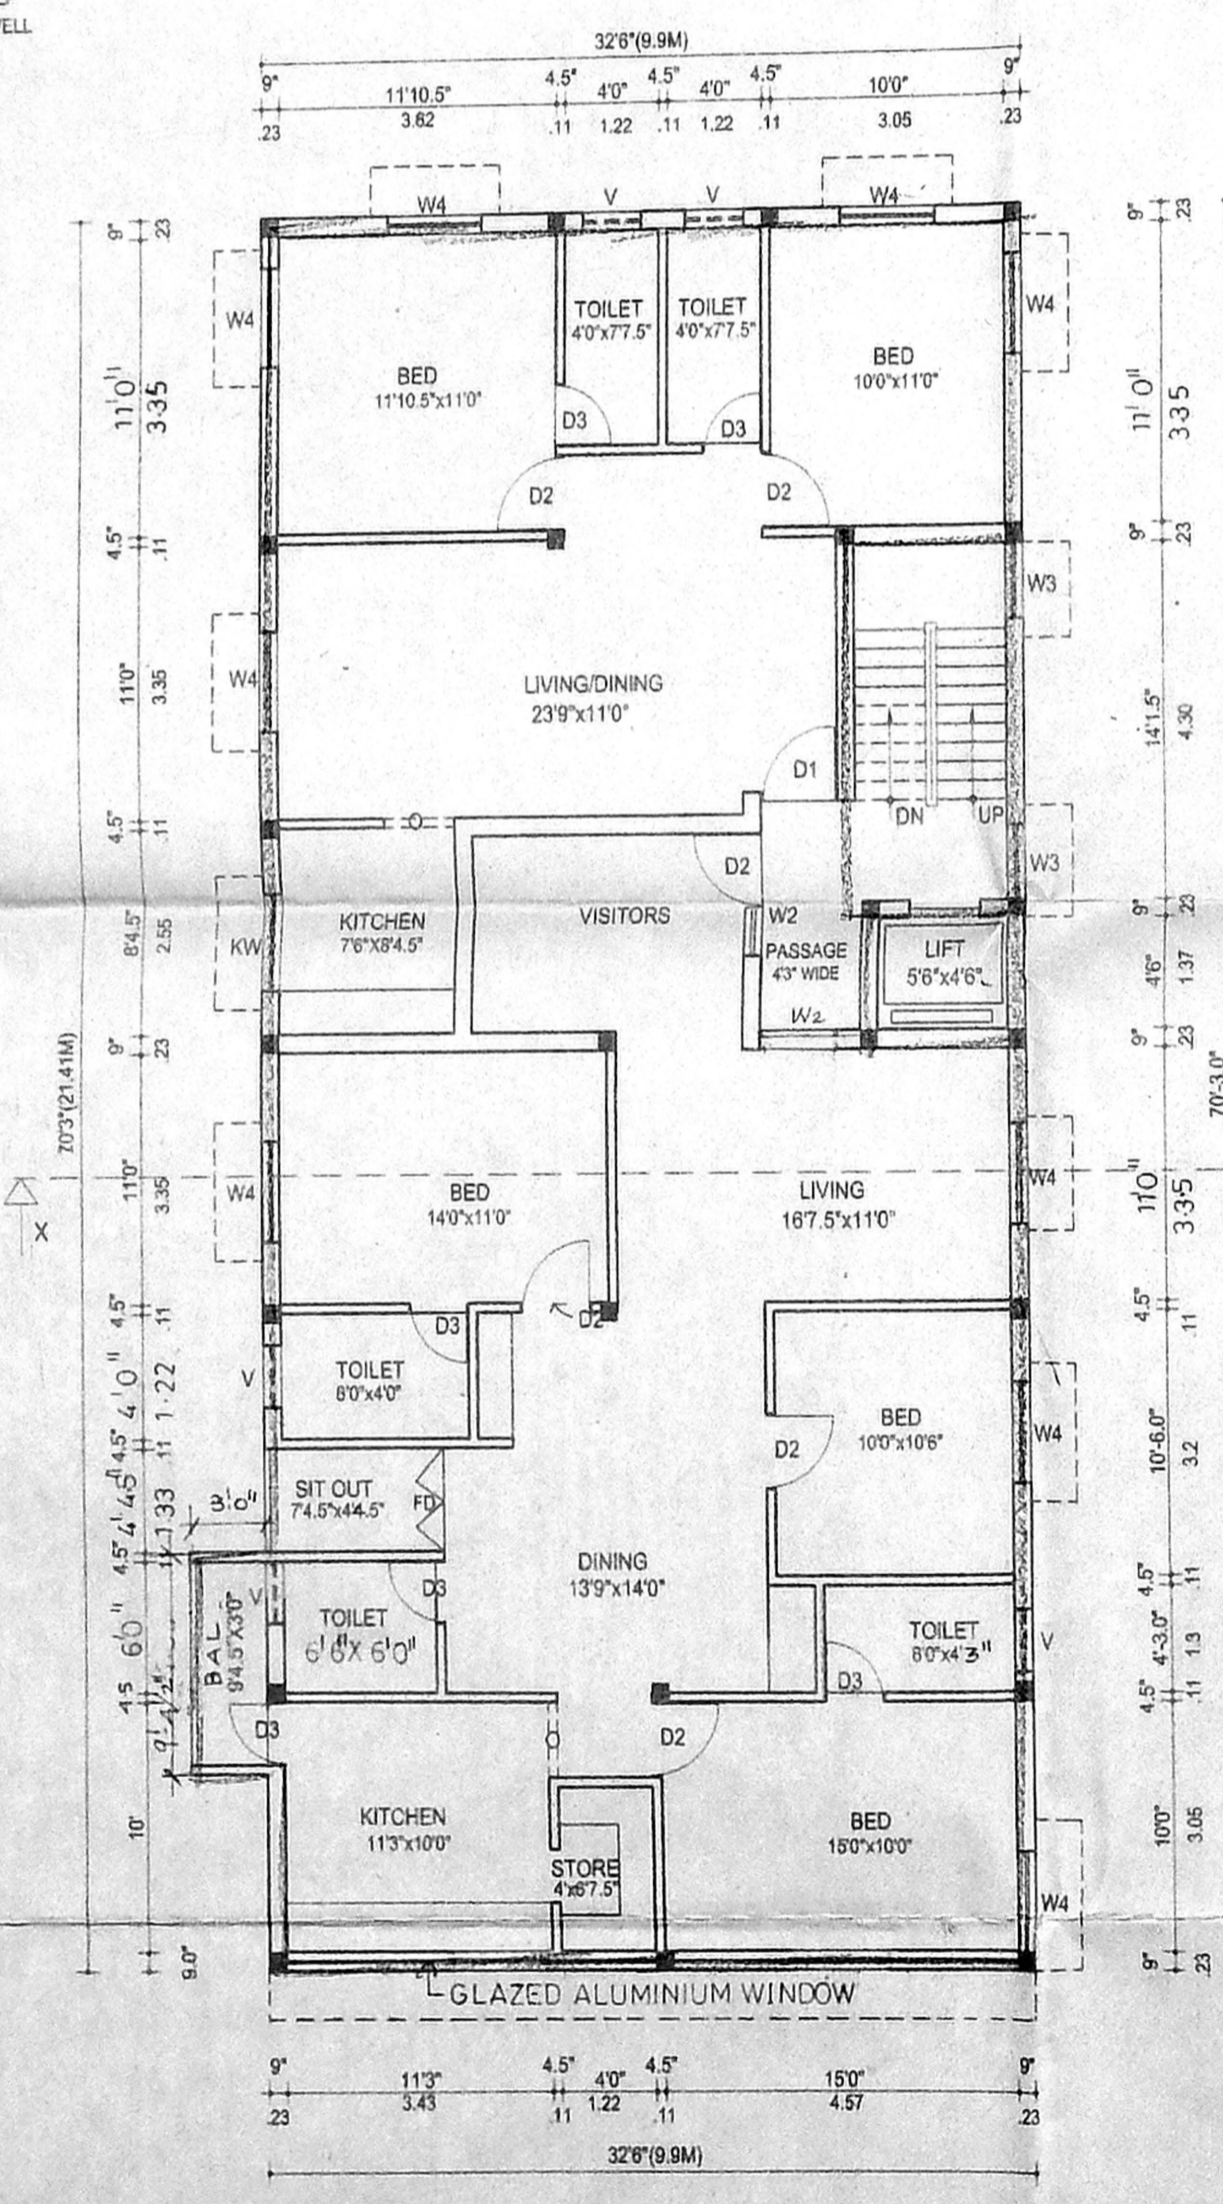 32'6"(9.9M)
9" 11'10.5" 4.5" 4'0" 4.5" 4'0" 4.5" 10'0" 9"
.23 3.62 .11 1.22 .11 1.22 .11 3.05 .23
W4 V V W4
9" .23
9" .23
W4
TOILET
4'0"x7'7.5"
TOILET
4'0"x7'7.5"
W4
BED
11'10.5"x11'0"
BED
10'0"x11'0"
11'0" 3.35
11'0" 3.35
D3 D3
D2 D2
4.5" .11
9" .23
W3
W4
LIVING/DINING
23'9"x11'0"
11'0" 3.35
14'1.5" 4.30
D1
DN UP
4.5" .11
O
D2
W3
KW
KITCHEN
7'6"X8'4.5"
VISITORS
W2
PASSAGE
4'3" WIDE
W2
LIFT
5'6"x4'6"
8'4.5" 2.55
9" .23
4'6" 1.37
9" .23
9" .23
70'3"(21.41M)
70'-3.0"
X
W4
BED
14'0"x11'0"
LIVING
16'7.5"x11'0"
W4
11'0" 3.35
11'0" 3.35
D2
4.5" .11
4.5" .11
D3
V
TOILET
8'0"x4'0"
4'0" 1.22
BED
10'0"x10'6"
D2
W4
10'-6.0" 3.2
4.5" .11
SIT OUT
7'4.5"x4'4.5"
FD
3'0"
4'4.5" 1.33
4.5" 11
DINING
13'9"x14'0"
4.5" .11
D3
V
TOILET
6'6"X 6'0"
BAL
9'4.5"X3'0"
6'0"
9'-4½"
TOILET
8'0"x4'3"
V
4'-3.0" 1.3
D3
4.5" .11
4.5
D3
O
D2
KITCHEN
11'3"x10'0"
BED
15'0"x10'0"
10'
10'0" 3.05
STORE
4'x6'7.5"
W4
9.0"
9" .23
GLAZED ALUMINIUM WINDOW
9" 11'3" 4.5" 4'0" 4.5" 15'0" 9"
.23 3.43 .11 1.22 .11 4.57 .23
32'6"(9.9M)